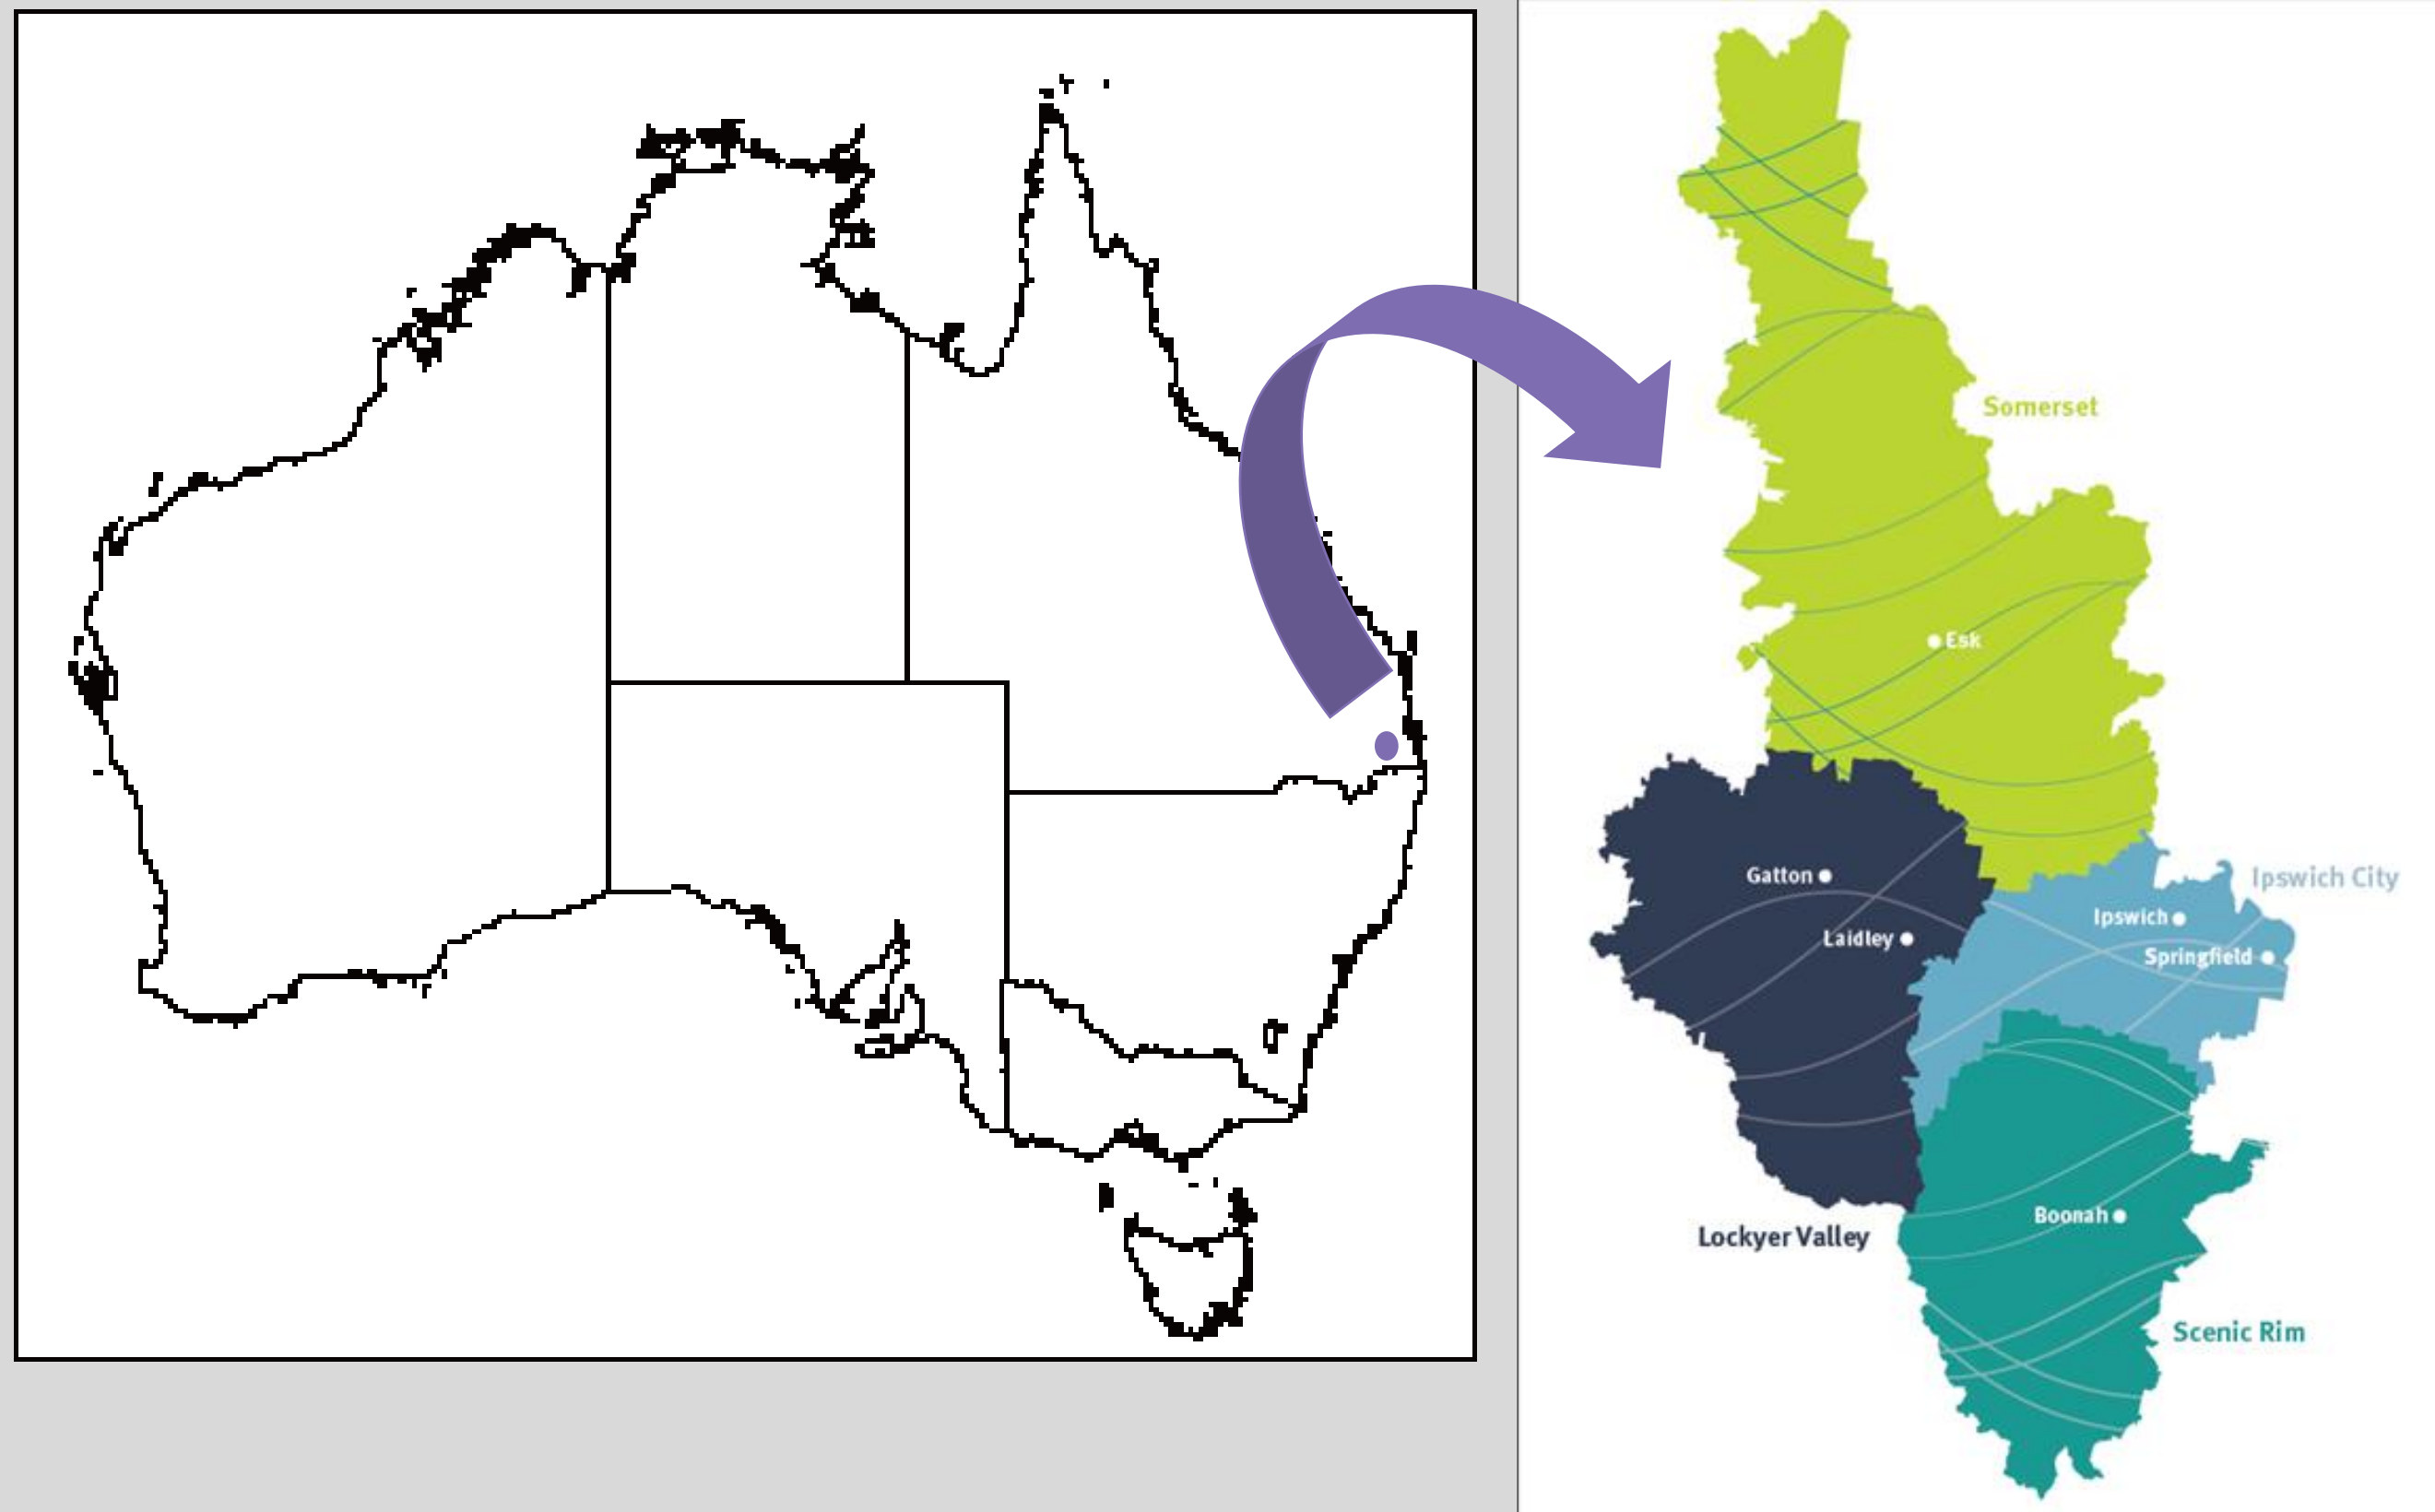 Somerset
Esk
Gatton
Ipswich City
Ipswich
Laidley
Springfield
Boonah
Lockyer Valley
Scenic Rim